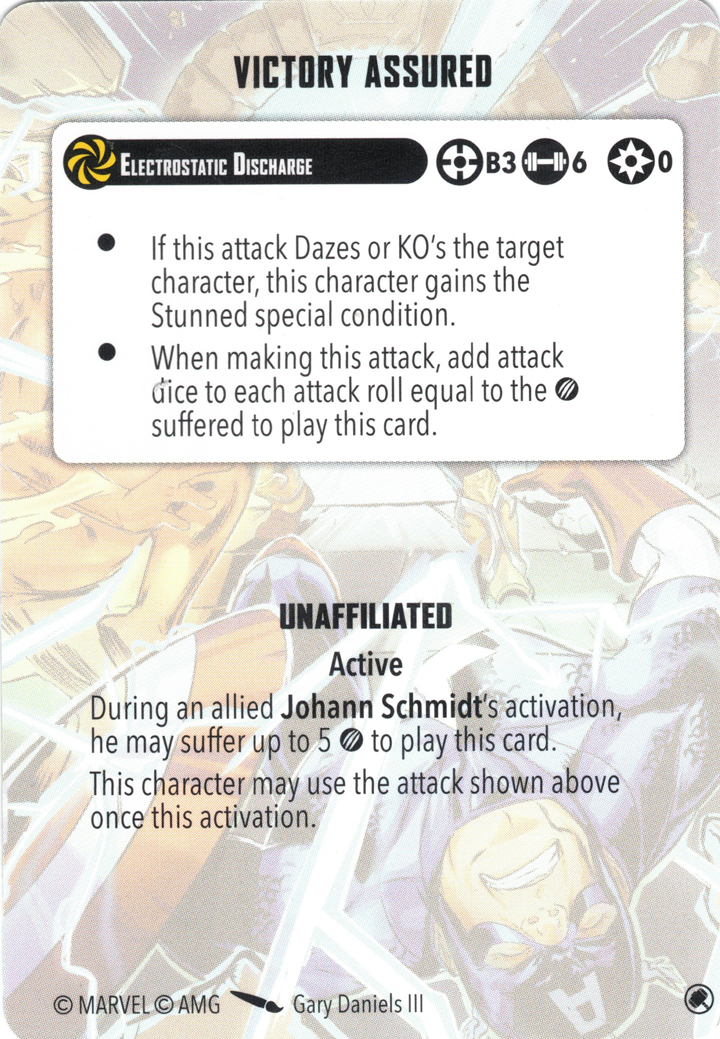 VICTORY ASSURED
ELECTROSTATIC DISCHARGE B3 6 0
• If this attack Dazes or KO's the target
character, this character gains the
Stunned special condition.
• When making this attack, add attack
dice to each attack roll equal to the
suffered to play this card.
UNAFFILIATED
Active
During an allied Johann Schmidt's activation,
he may suffer up to 5 to play this card.
This character may use the attack shown above
once this activation.
A
© MARVEL © AMG Gary Daniels III